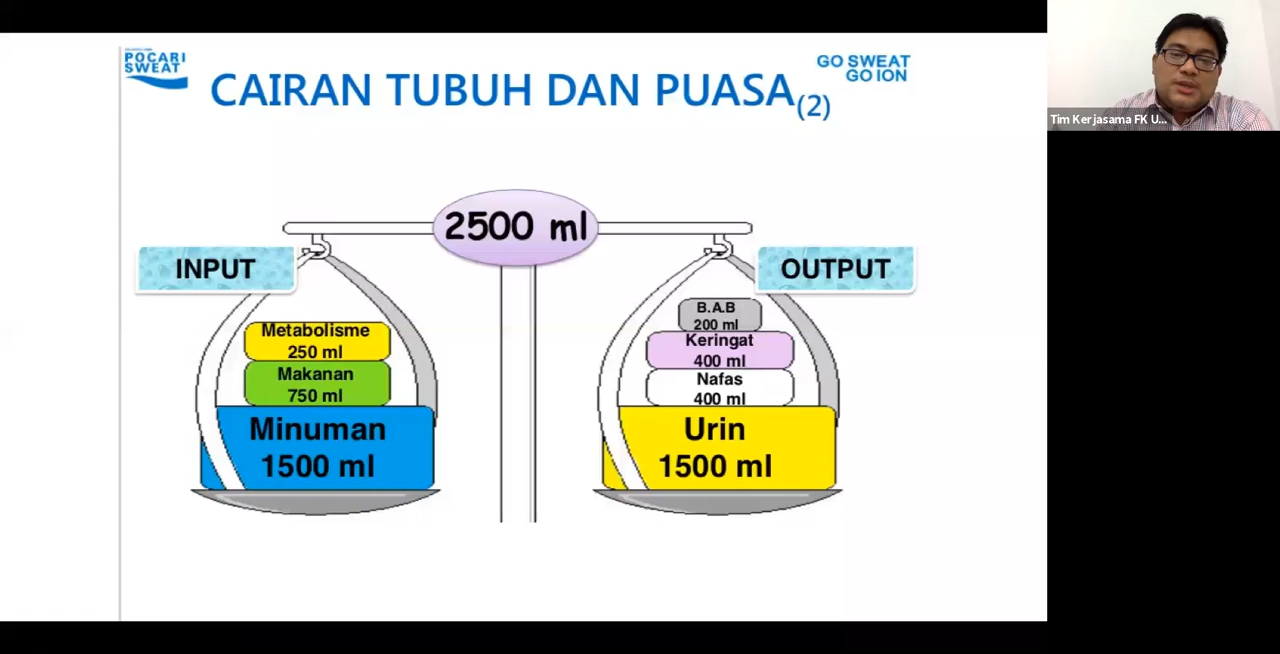 POCARI
SWEAT
CAIRAN TUBUH DAN PUASA(2)
GO SWEAT
GO ION
Tim Kerjasama FK U...
2500 ml
INPUT
OUTPUT
Metabolisme
250 ml
Makanan
750 ml
Minuman
1500 ml
B.A.B
200 ml
Keringat
400 ml
Nafas
400 ml
Urin
1500 ml